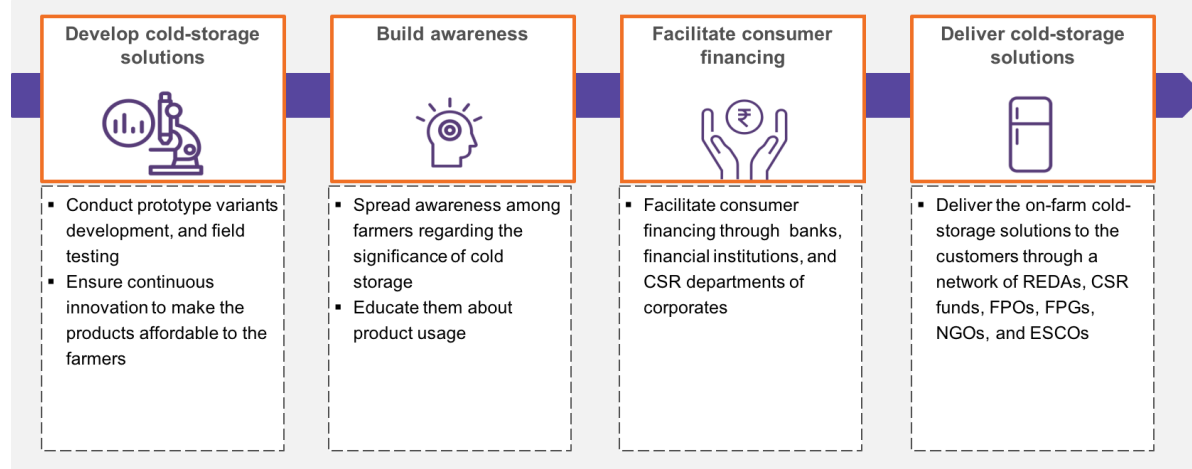 Develop cold-storage
solutions
▪ Conduct prototype variants
development, and field
testing
▪ Ensure continuous
innovation to make the
products affordable to the
farmers
Build awareness
▪ Spread awareness among
farmers regarding the
significance of cold
storage
▪ Educate them about
product usage
Facilitate consumer
financing
₹
▪ Facilitate consumer
financing through banks,
financial institutions, and
CSR departments of
corporates
Deliver cold-storage
solutions
▪ Deliver the on-farm cold-
storage solutions to the
customers through a
network of REDAs, CSR
funds, FPOs, FPGs,
NGOs, and ESCOs